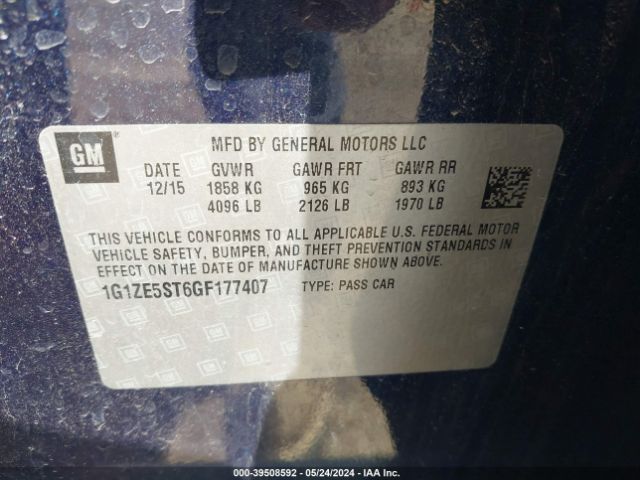 GM
MFD BY GENERAL MOTORS LLC
DATE GVWR GAWR FRT GAWR RR
12/15 1858 KG 965 KG 893 KG
4096 LB 2126 LB 1970 LB
THIS VEHICLE CONFORMS TO ALL APPLICABLE U.S. FEDERAL MOTOR
VEHICLE SAFETY, BUMPER, AND THEFT PREVENTION STANDARDS IN
EFFECT ON THE DATE OF MANUFACTURE SHOWN ABOVE.
1G1ZE5ST6GF177407 TYPE: PASS CAR
000-39508592 - 05/24/2024 - IAA Inc.